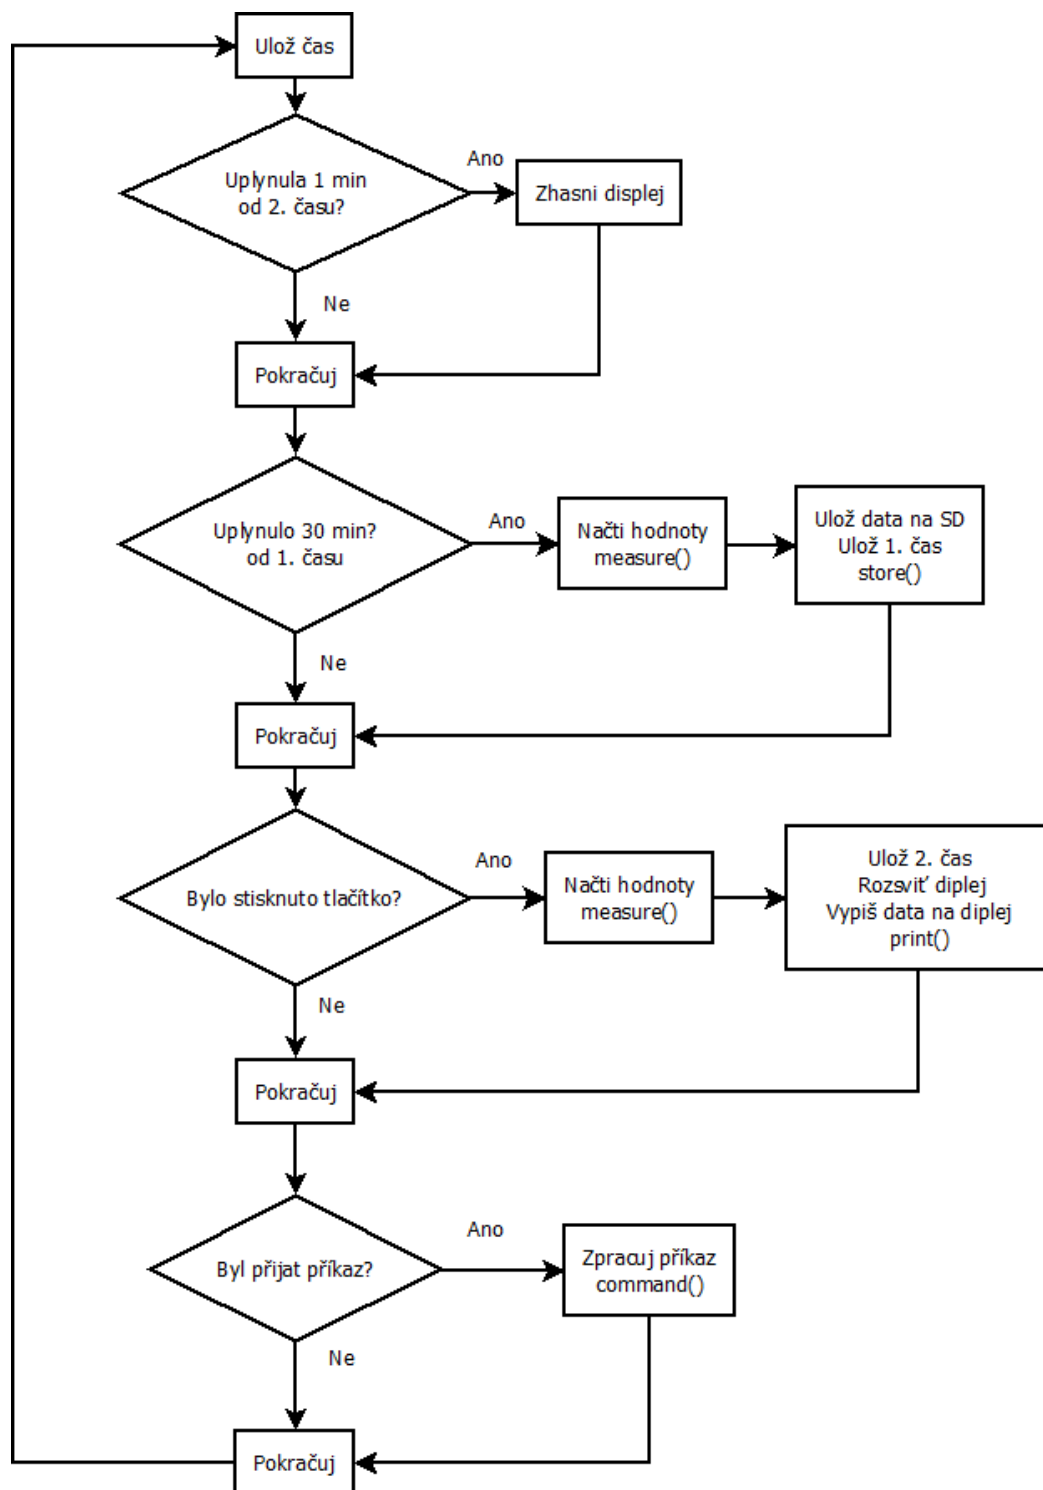 Ulož čas
Uplynula 1 min
od 2. času?
Ano
Zhasni displej
Ne
Pokračuj
Uplynulo 30 min?
od 1. času
Ano
Načti hodnoty
measure()
Ulož data na SD
Ulož 1. čas
store()
Ne
Pokračuj
Bylo stisknuto tlačítko?
Ano
Načti hodnoty
measure()
Ulož 2. čas
Rozsviť diplej
Vypiš data na diplej
print()
Ne
Pokračuj
Byl přijat příkaz?
Ano
Zpracuj příkaz
command()
Ne
Pokračuj